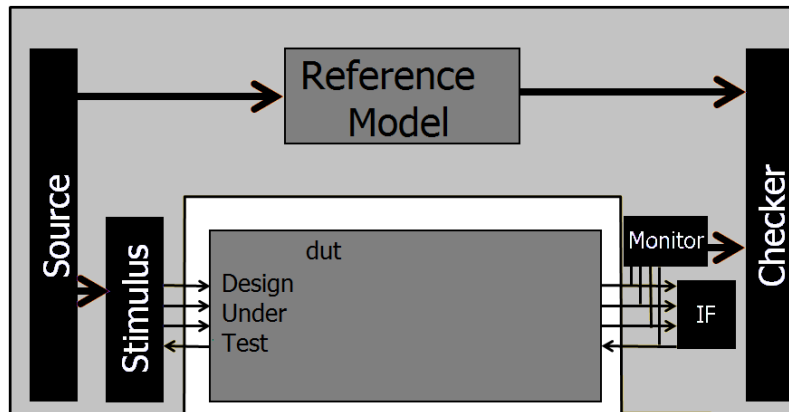 Reference
Model
Source
Stimulus
dut
Design
Under
Test
Monitor
IF
Checker